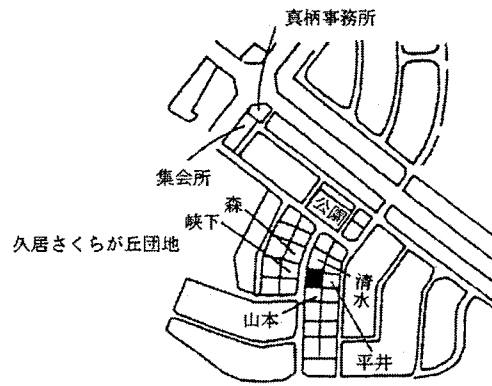 真柄事務所
集会所
公園
森
峡下
久居さくらが丘団地
清水
山本
平井